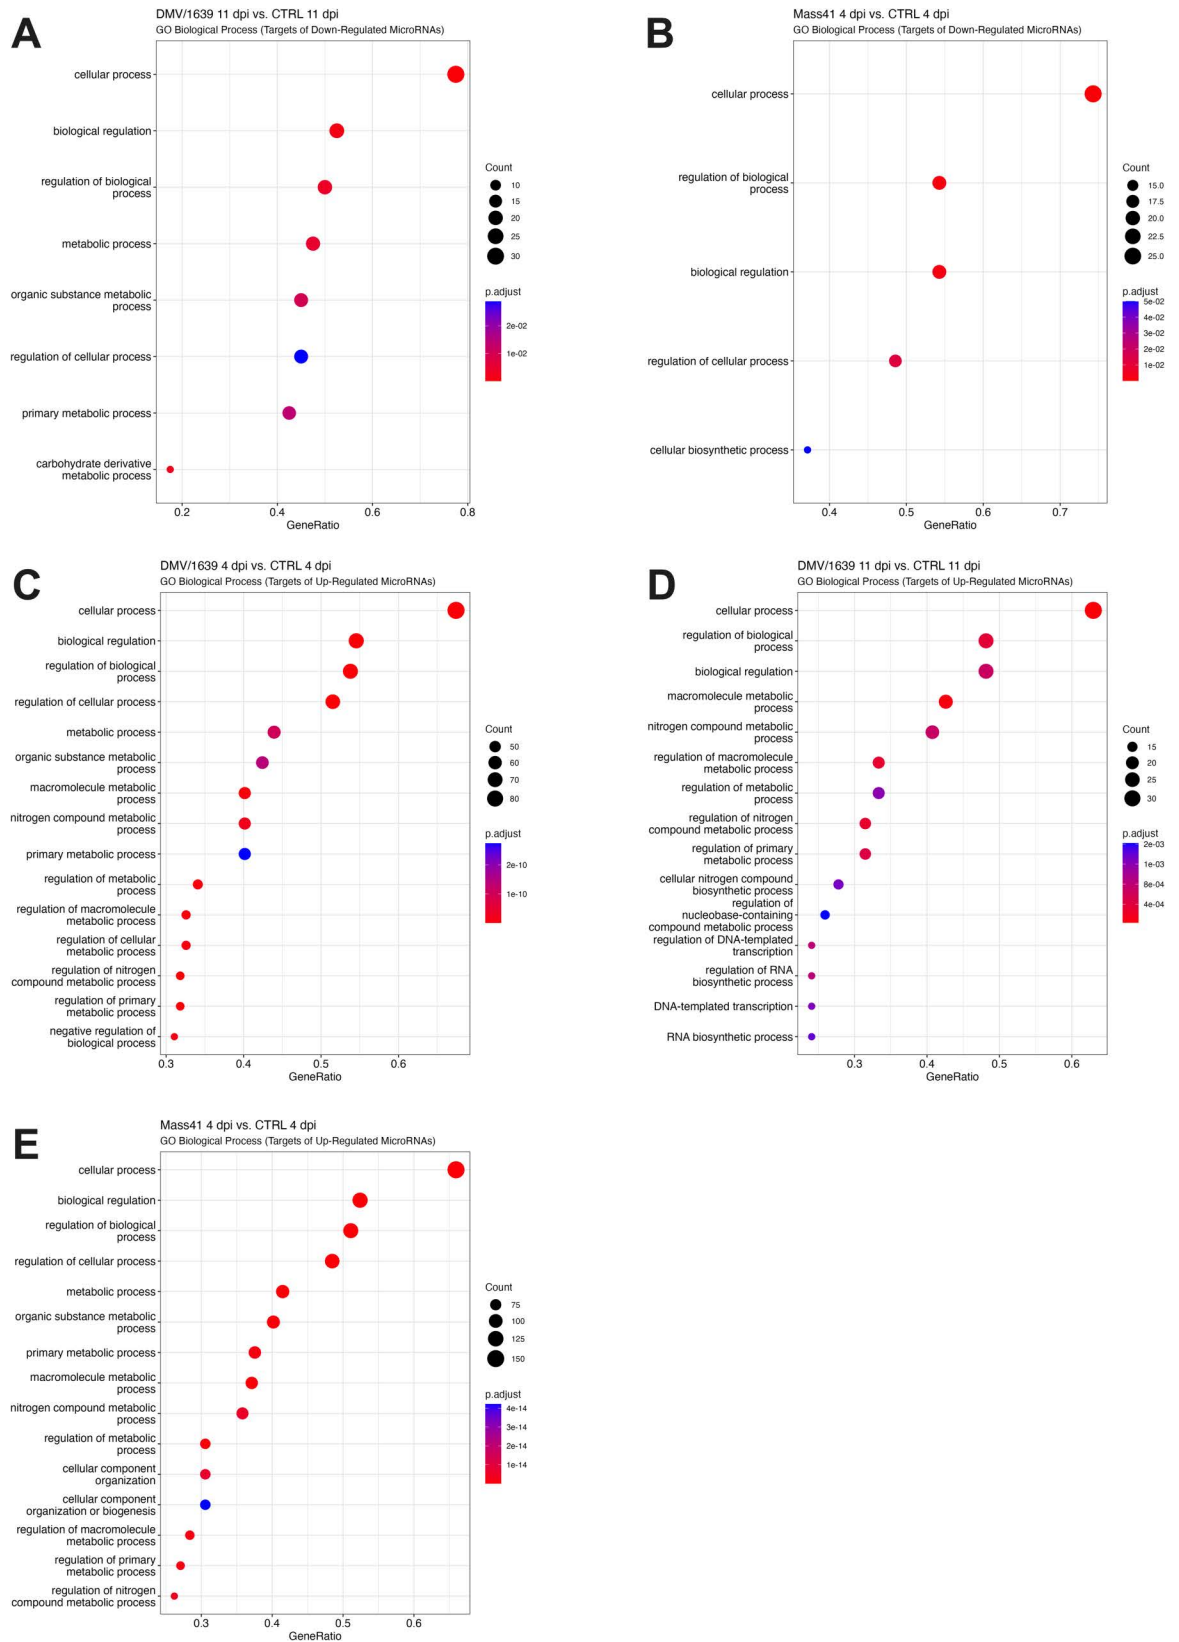 A
DMV/1639 11 dpi vs. CTRL 11 dpi
GO Biological Process (Targets of Down-Regulated MicroRNAs)
cellular process
biological regulation
regulation of biological
process
metabolic process
organic substance metabolic
process
regulation of cellular process
primary metabolic process
carbohydrate derivative
metabolic process
0.2
0.4
0.6
0.8
GeneRatio
Count
10
15
20
25
30
p.adjust
2e-02
1e-02
B
Mass41 4 dpi vs. CTRL 4 dpi
GO Biological Process (Targets of Down-Regulated MicroRNAs)
cellular process
regulation of biological
process
biological regulation
regulation of cellular process
cellular biosynthetic process
0.4
0.5
0.6
0.7
GeneRatio
Count
15.0
17.5
20.0
22.5
25.0
p.adjust
5e-02
4e-02
3e-02
2e-02
1e-02
C
DMV/1639 4 dpi vs. CTRL 4 dpi
GO Biological Process (Targets of Up-Regulated MicroRNAs)
cellular process
biological regulation
regulation of biological
process
regulation of cellular process
metabolic process
organic substance metabolic
process
macromolecule metabolic
process
nitrogen compound metabolic
process
primary metabolic process
regulation of metabolic
process
regulation of macromolecule
metabolic process
regulation of cellular
metabolic process
regulation of nitrogen
compound metabolic process
regulation of primary
metabolic process
negative regulation of
biological process
0.3
0.4
0.5
0.6
GeneRatio
Count
50
60
70
80
p.adjust
2e-10
1e-10
D
DMV/1639 11 dpi vs. CTRL 11 dpi
GO Biological Process (Targets of Up-Regulated MicroRNAs)
cellular process
regulation of biological
process
biological regulation
macromolecule metabolic
process
nitrogen compound metabolic
process
regulation of macromolecule
metabolic process
regulation of metabolic
process
regulation of nitrogen
compound metabolic process
regulation of primary
metabolic process
cellular nitrogen compound
biosynthetic process
regulation of
nucleobase-containing
compound metabolic process
regulation of DNA-templated
transcription
regulation of RNA
biosynthetic process
DNA-templated transcription
RNA biosynthetic process
0.3
0.4
0.5
0.6
GeneRatio
Count
15
20
25
30
p.adjust
2e-03
1e-03
8e-04
4e-04
E
Mass41 4 dpi vs. CTRL 4 dpi
GO Biological Process (Targets of Up-Regulated MicroRNAs)
cellular process
biological regulation
regulation of biological
process
regulation of cellular process
metabolic process
organic substance metabolic
process
primary metabolic process
macromolecule metabolic
process
nitrogen compound metabolic
process
regulation of metabolic
process
cellular component
organization
cellular component
organization or biogenesis
regulation of macromolecule
metabolic process
regulation of primary
metabolic process
regulation of nitrogen
compound metabolic process
0.3
0.4
0.5
0.6
GeneRatio
Count
75
100
125
150
p.adjust
4e-14
3e-14
2e-14
1e-14